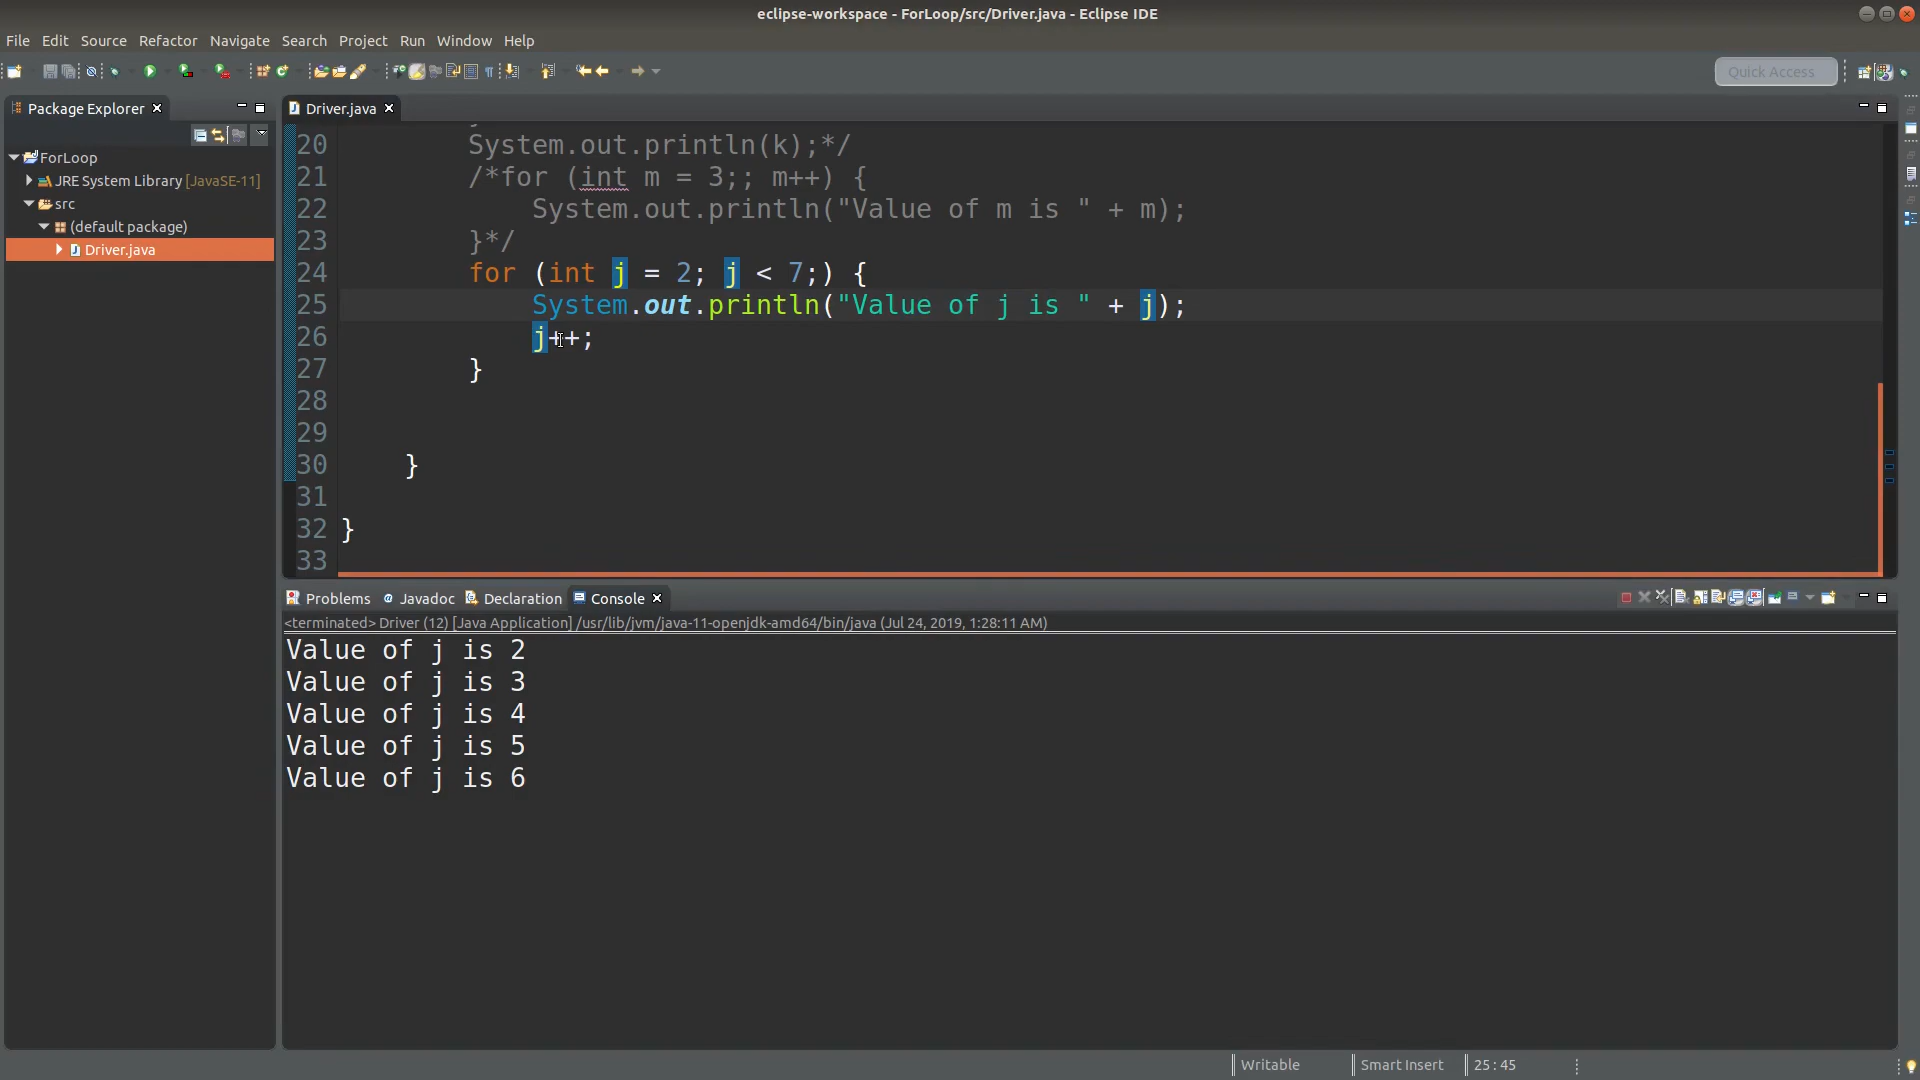 eclipse-workspace - ForLoop/src/Driver.java - Eclipse IDE
File Edit Source Refactor Navigate Search Project Run Window Help
Quick Access
Package Explorer
Driver.java
ForLoop
JRE System Library [JavaSE-11]
src
(default package)
Driver.java
20 System.out.println(k);*/
21 /*for (int m = 3;; m++) {
22 System.out.println("Value of m is " + m);
23 }*/
24 for (int j = 2; j < 7;) {
25 System.out.println("Value of j is " + j);
26 j++;
27 }
28
29
30 }
31
32 }
33
Problems @ Javadoc Declaration Console
<terminated> Driver (12) [Java Application] /usr/lib/jvm/java-11-openjdk-amd64/bin/java (Jul 24, 2019, 1:28:11 AM)
Value of j is 2
Value of j is 3
Value of j is 4
Value of j is 5
Value of j is 6
Writable Smart Insert 25:45